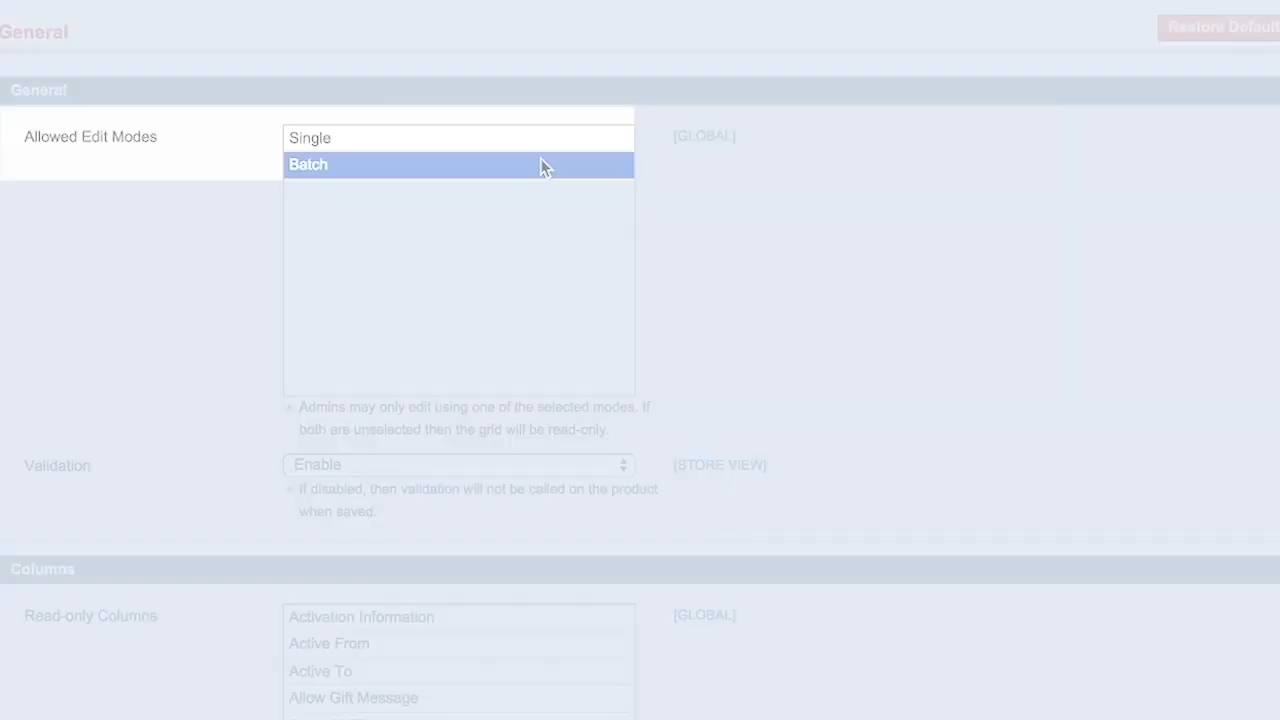 General
Restore Default
General
Allowed Edit Modes
Single
[GLOBAL]
Batch
Admins may only edit using one of the selected modes. If
both are unselected then the grid will be read-only.
Validation
Enable
[STORE VIEW]
If disabled, then validation will not be called on the product
when saved.
Columns
Read-only Columns
Activation Information
[GLOBAL]
Active From
Active To
Allow Gift Message